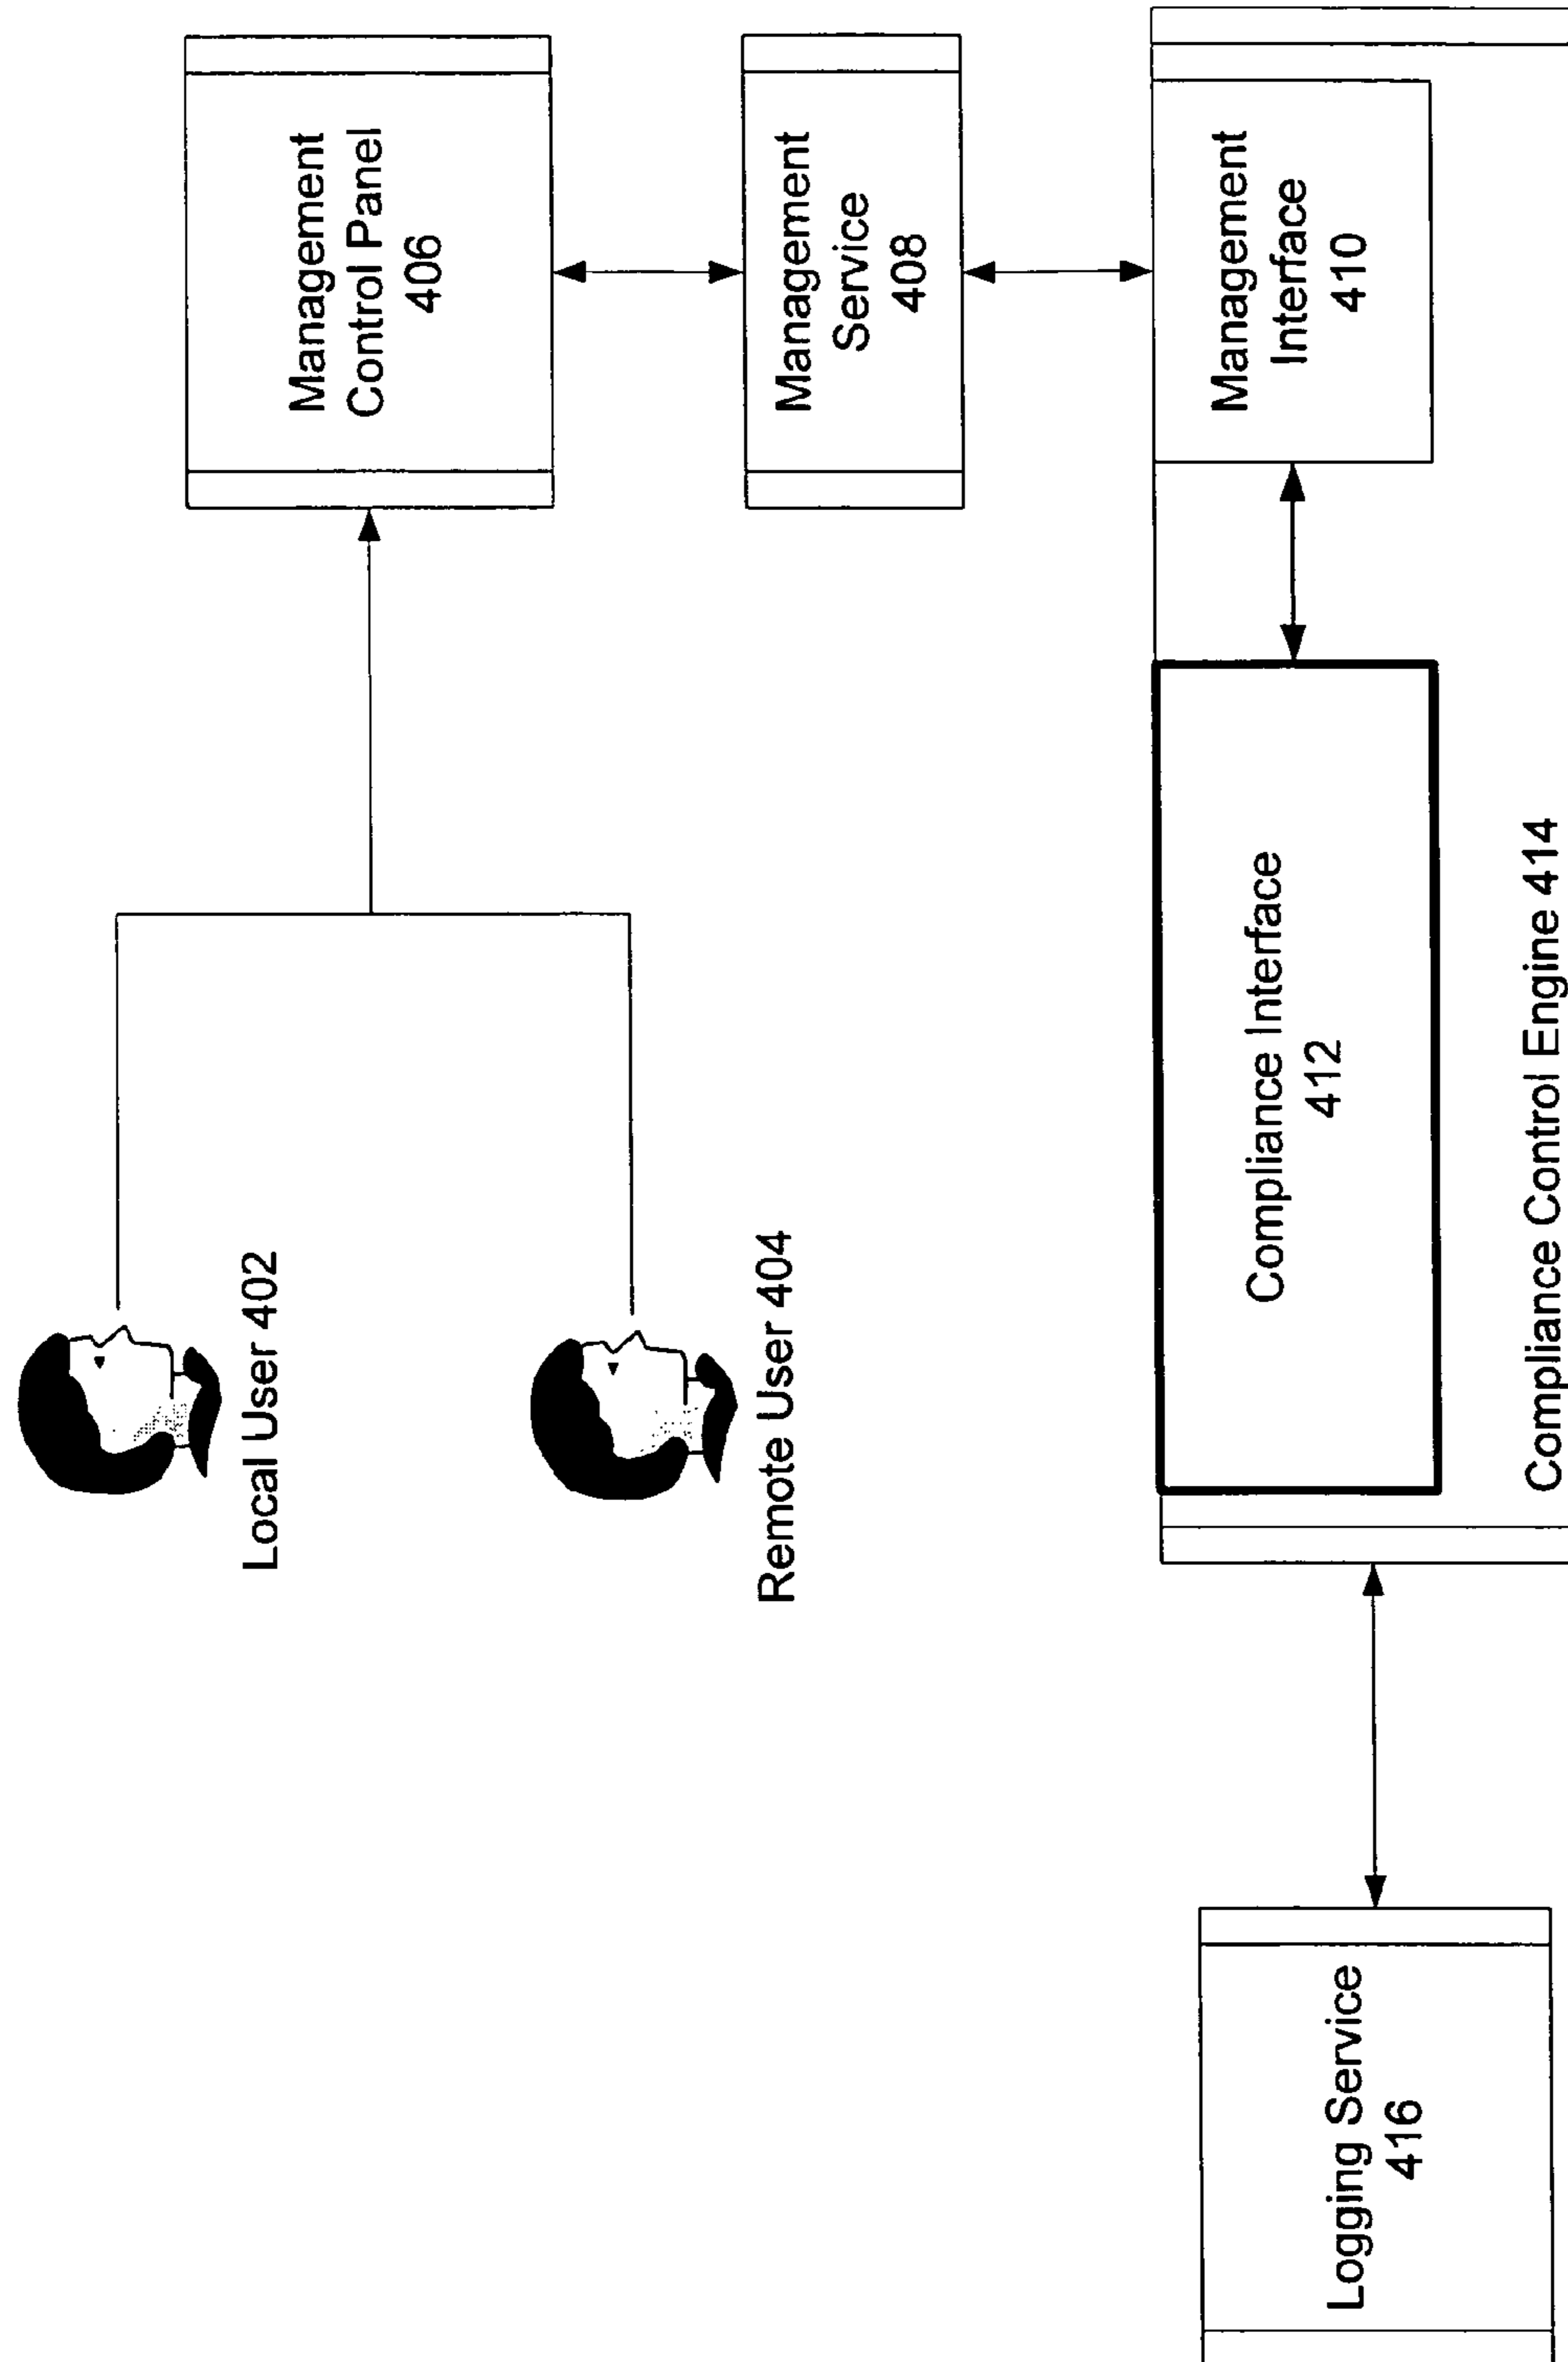 Local User 402
Remote User 404
Management
Control Panel
406
Management
Service
408
Management
Interface
410
Compliance Interface
412
Compliance Control Engine 414
Logging Service
416